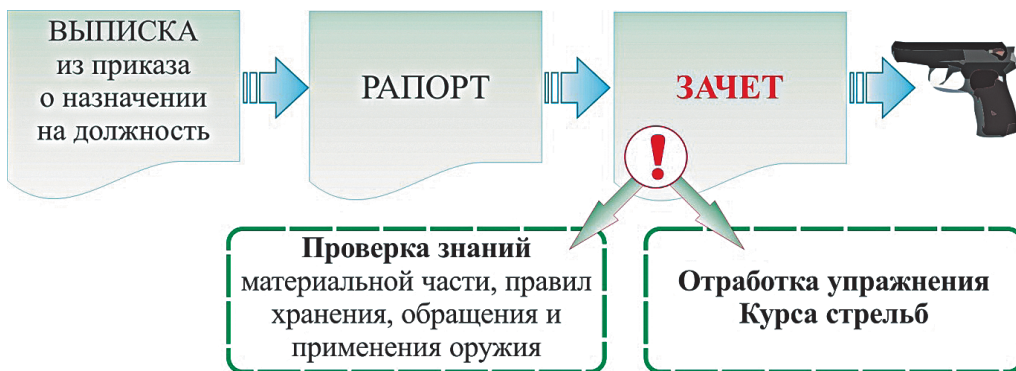 ВЫПИСКА
из приказа
о назначении
на должность
РАПОРТ
ЗАЧЕТ
!
Проверка знаний
материальной части, правил
хранения, обращения и
применения оружия
Отработка упражнения
Курса стрельб